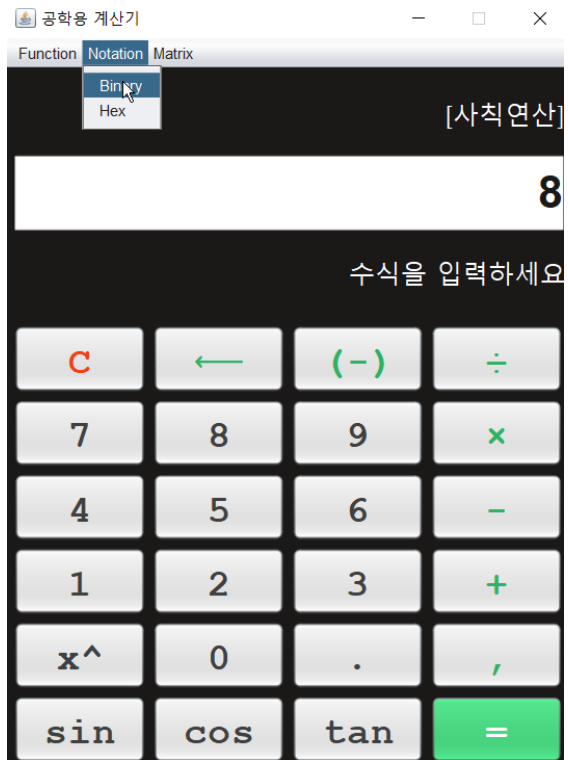 공학용 계산기
Function Notation Matrix
Binary
Hex
[사칙연산]
8
수식을 입력하세요
C ← (-) ÷
7 8 9 ×
4 5 6 -
1 2 3 +
x^ 0 . ,
sin cos tan =